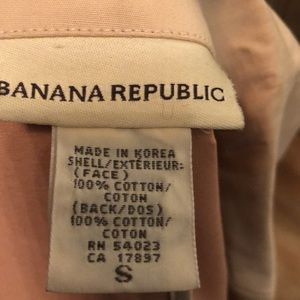 BANANA REPUBLIC
MADE IN KOREA
SHELL/EXTÉRIEUR:
(FACE)
100% COTTON/
COTON
(BACK/DOS)
100% COTTON/
COTON
RN 54023
CA 17897
S